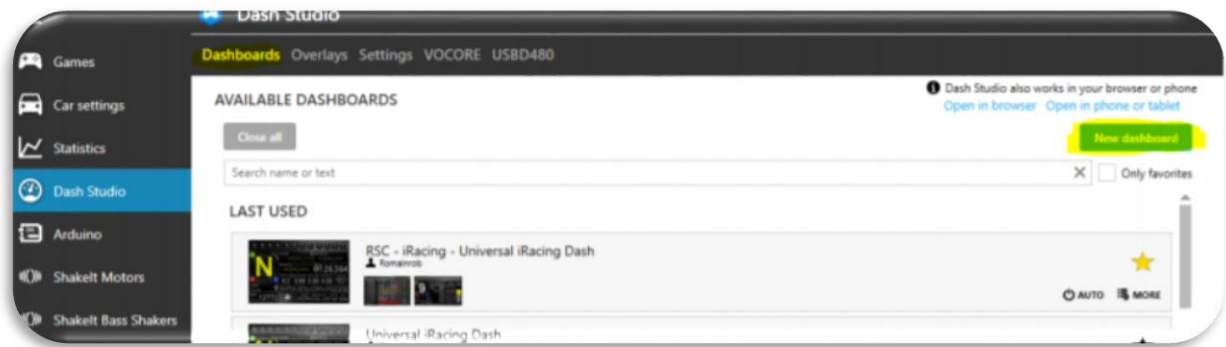 Dash Studio
Games
Car settings
Statistics
Dash Studio
Arduino
ShakeIt Motors
ShakeIt Bass Shakers
Dashboards Overlays Settings VOCORE USBD480
AVAILABLE DASHBOARDS
Dash Studio also works in your browser or phone
Open in browser Open in phone or tablet
Close all
New dashboard
Search name or text
Only favorites
LAST USED
N
RSC - iRacing - Universal iRacing Dash
Romainrob
9
AUTO MORE
Universal iRacing Dash